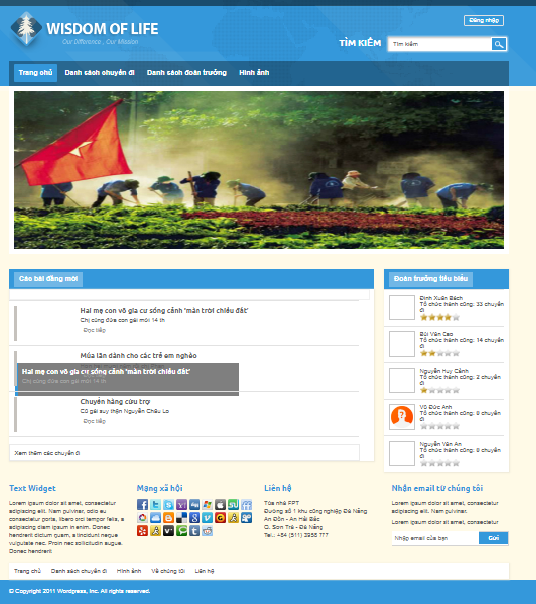 Đăng nhập
WISDOM OF LIFE
Our Difference , Our Mission
TÌM KIẾM
Tìm kiếm
Trang chủ
Danh sách chuyến đi
Danh sách đoàn trưởng
Hình ảnh
Các bài đăng mới
Hai mẹ con vô gia cư sống cảnh 'màn trời chiếu đất'
Chị cũng đứa con gái mới 14 th
Đọc tiếp
Múa lân dành cho các trẻ em nghèo
Hai mẹ con vô gia cư sống cảnh 'màn trời chiếu đất'
Chị cũng đứa con gái mới 14 th
Chuyến hàng cứu trợ
Cô gái suy thận Nguyễn Châu Lo
Đọc tiếp
Xem thêm các chuyến đi
Đoàn trưởng tiêu biểu
Đinh Xuân Bách
Tổ chức thành công: 33 chuyến
đi
Bùi Văn Cao
Tổ chức thành công: 14 chuyến
đi
Nguyễn Huy Cảnh
Tổ chức thành công: 2 chuyến
đi
Võ Đức Anh
Tổ chức thành công: 0 chuyến
đi
Nguyễn Văn An
Tổ chức thành công: 0 chuyến
đi
Text Widget
Lorem ipsum dolor sit amet, consectetur
adipiscing elit. Nam pulvinar, odio eu
consectetur porta, libero orci tempor felis, a
adipiscing diam ipsum in enim. Donec
hendrerit dictum quam, a tincidunt neque
vulputate nec. Proin nec sollicitudin augue.
Donec hendrerit
Mạng xã hội
Liên hệ
Tòa nhà FPT
Đường số 1 khu công nghiệp Đà Nẵng
An Đồn - An Hải Bắc
Q. Sơn Trà - Đà Nẵng
Tel.: +84 (511) 3958 777
Nhận email từ chúng tôi
Lorem ipsum dolor sit amet, consectetur
adipiscing elit. Nam pulvinar.
Lorem ipsum dolor sit amet, consectetur
Nhập email của bạn
Gửi
Trang chủ
Danh sách chuyến đi
Hình ảnh
Về chúng tôi
Liên hệ
© Copyright 2011 Wordpress, Inc. All rights reserved.